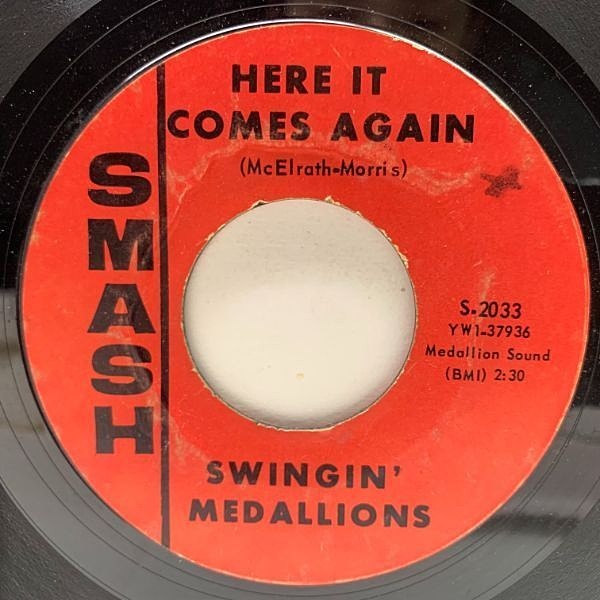 HERE IT
COMES AGAIN
(McElrath-Morris)
SMASH
S-2033
YW1-37936
Medallion Sound
(BMI) 2:30
SWINGIN'
MEDALLIONS